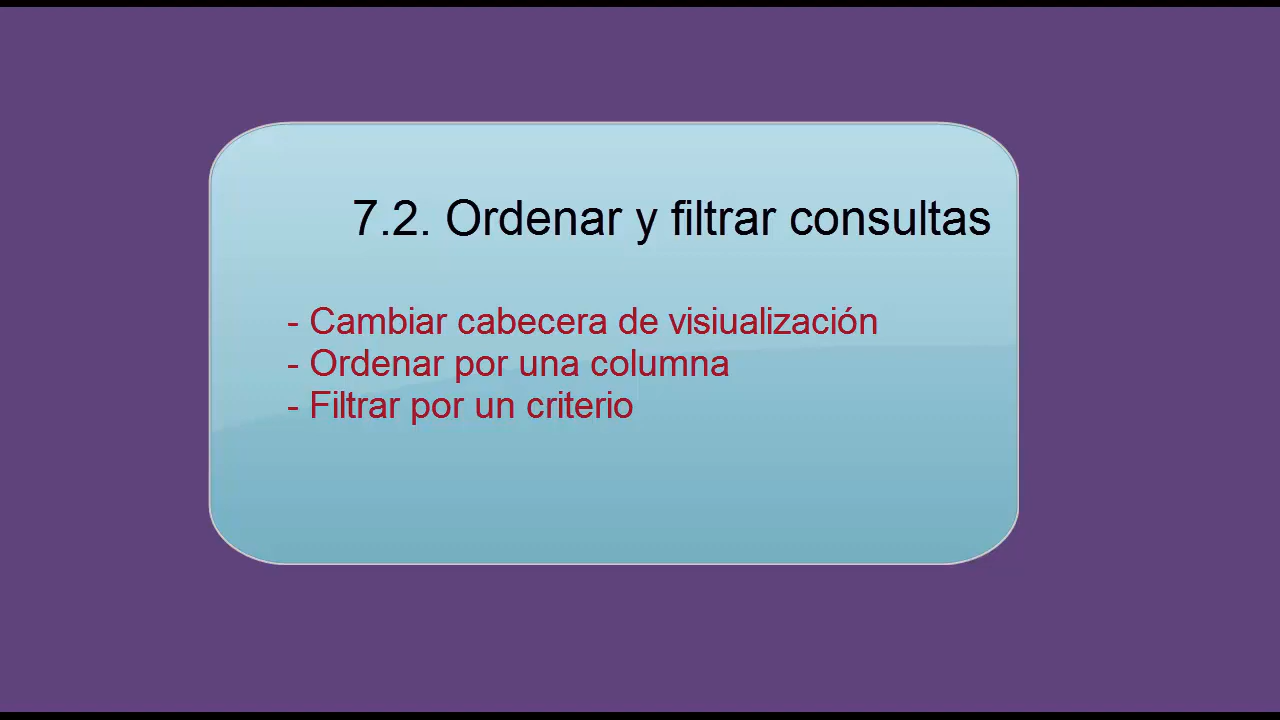 7.2. Ordenar y filtrar consultas
- Cambiar cabecera de visiualización
- Ordenar por una columna
- Filtrar por un criterio